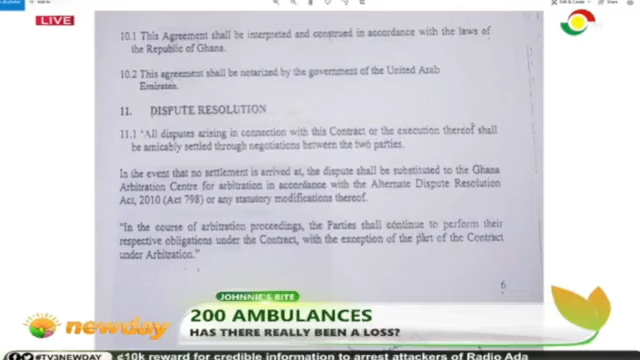 LIVE
10.1 This Agreement shall be interpreted and construed in accordance with the laws of
the Republic of Ghana.
10.2 This agreement shall be notarized by the government of the United Arab
Emirates.
11. DISPUTE RESOLUTION
11.1 "All disputes arising in connection with this Contract or the execution thereof shall
be amicably settled through negotiations between the two parties.
In the event that no settlement is arrived at, the dispute shall be substituted to the Ghana
Arbitration Centre for arbitration in accordance with the Alternate Dispute Resolution
Act, 2010 (Act 798) or any statutory modifications thereof.
"In the course of arbitration proceedings, the Parties shall continue to perform their
respective obligations under the Contract, with the exception of the part of the Contract
under Arbitration."
6
JOHNNIE'S BITE
newday
200 AMBULANCES
HAS THERE REALLY BEEN A LOSS?
#TV3NEWDAY
¢10k reward for credible information to arrest attackers of Radio Ada